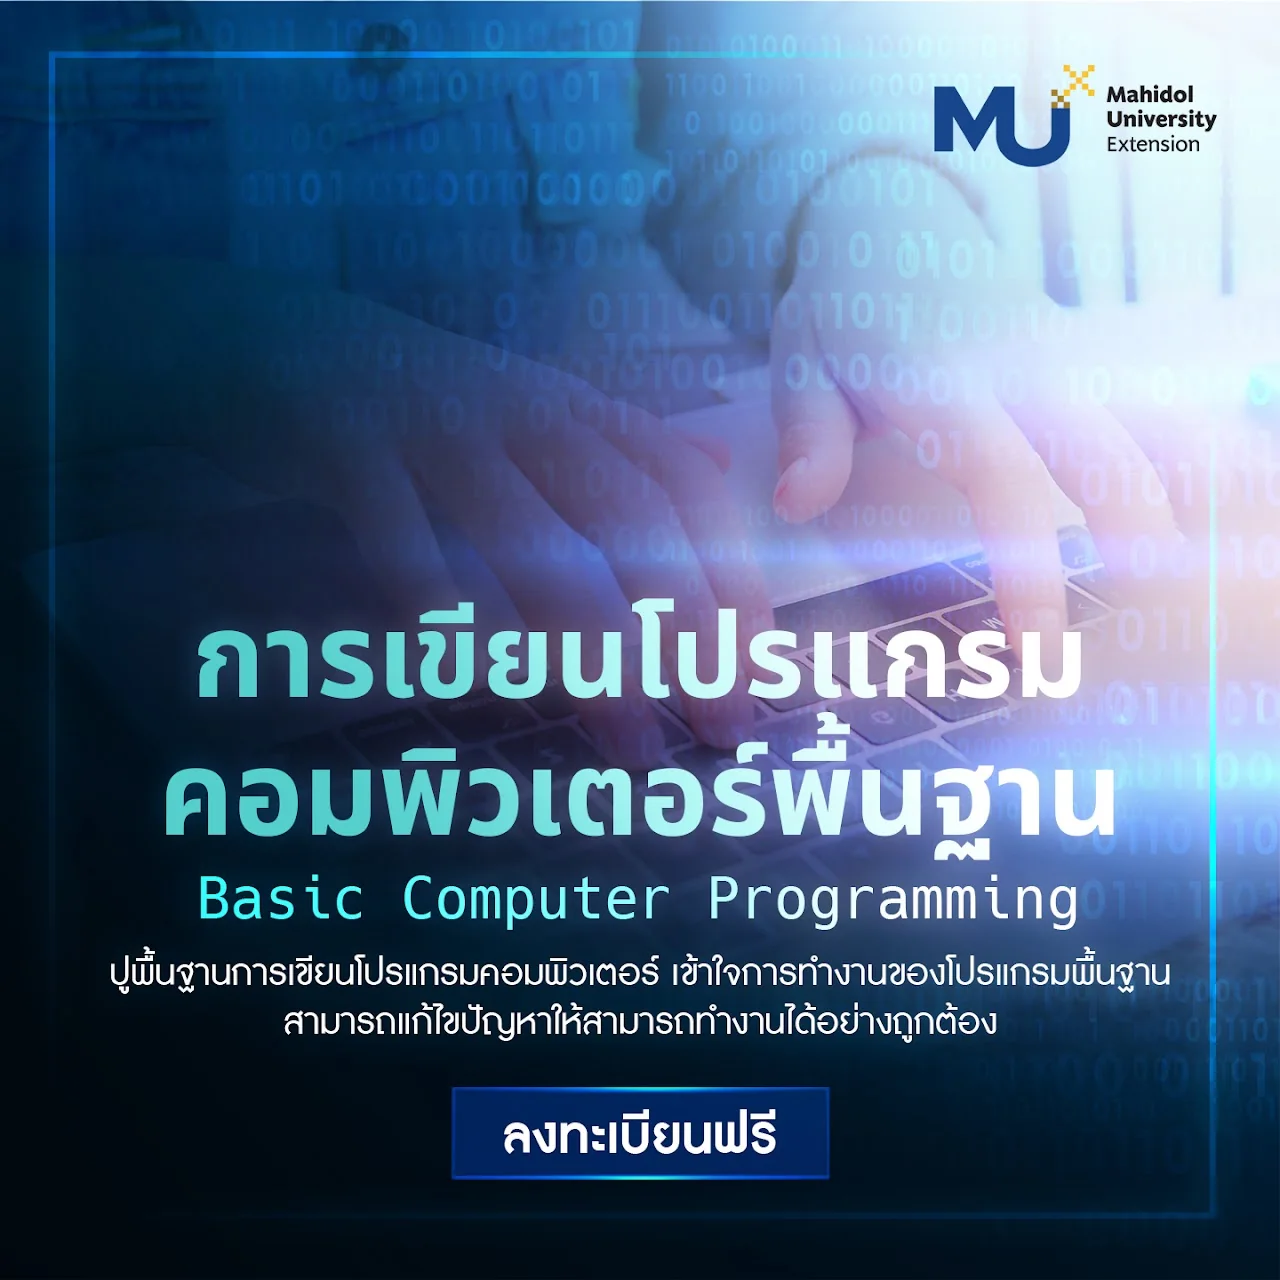 MU Mahidol
University
Extension
การเขียนโปรแกรม
คอมพิวเตอร์พื้นฐาน
Basic Computer Programming
ปูพื้นฐานการเขียนโปรแกรมคอมพิวเตอร์ เข้าใจการทำงานของโปรแกรมพื้นฐาน
สามารถแก้ไขปัญหาให้สามารถทำงานได้อย่างถูกต้อง
ลงทะเบียนฟรี